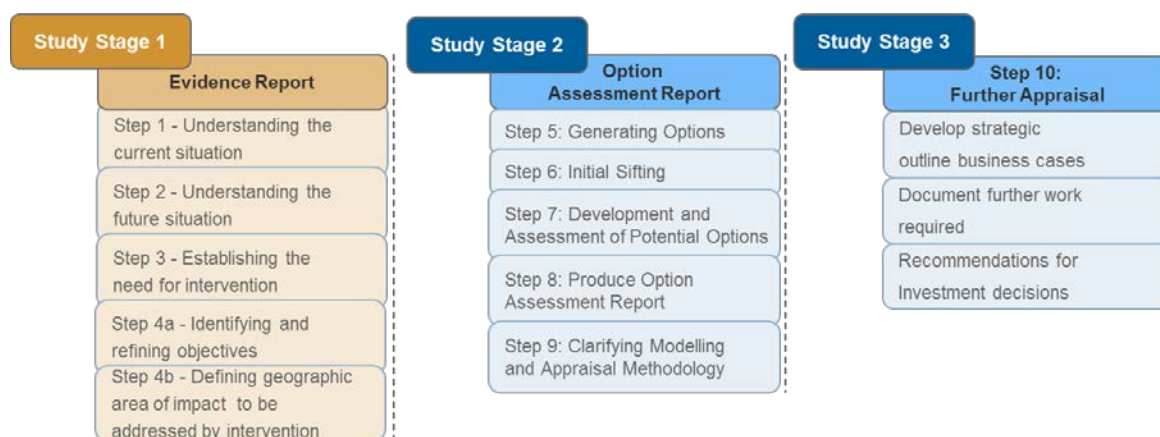 Study Stage 1
Evidence Report
Step 1 - Understanding the
current situation
Step 2 - Understanding the
future situation
Step 3 - Establishing the
need for intervention
Step 4a - Identifying and
refining objectives
Step 4b - Defining geographic
area of impact to be
addressed by intervention
Study Stage 2
Option
Assessment Report
Step 5: Generating Options
Step 6: Initial Sifting
Step 7: Development and
Assessment of Potential Options
Step 8: Produce Option
Assessment Report
Step 9: Clarifying Modelling
and Appraisal Methodology
Study Stage 3
Step 10:
Further Appraisal
Develop strategic
outline business cases
Document further work
required
Recommendations for
Investment decisions